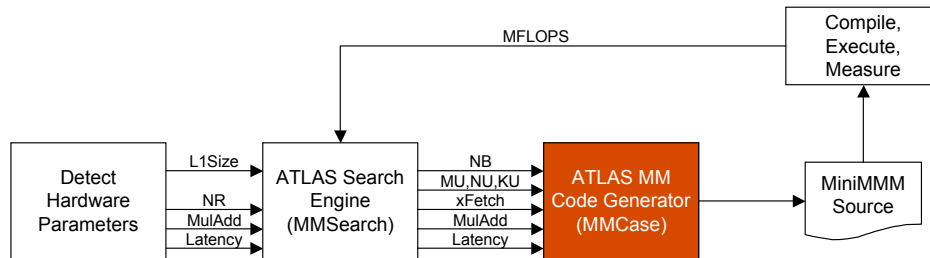 MFLOPS
Compile,
Execute,
Measure
Detect
Hardware
Parameters
L1Size
NR
MulAdd
Latency
ATLAS Search
Engine
(MMSearch)
NB
MU,NU,KU
xFetch
MulAdd
Latency
ATLAS MM
Code Generator
(MMCase)
MiniMMM
Source